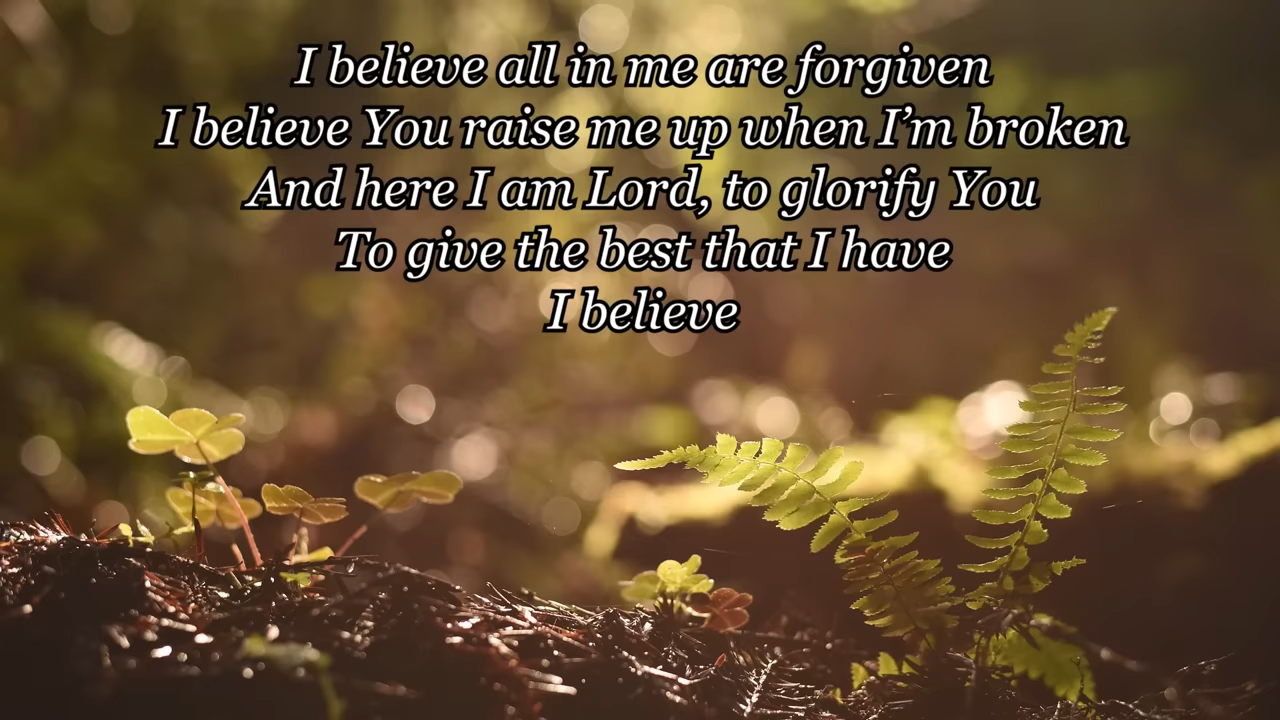 I believe all in me are forgiven
I believe You raise me up when I’m broken
And here I am Lord, to glorify You
To give the best that I have
I believe